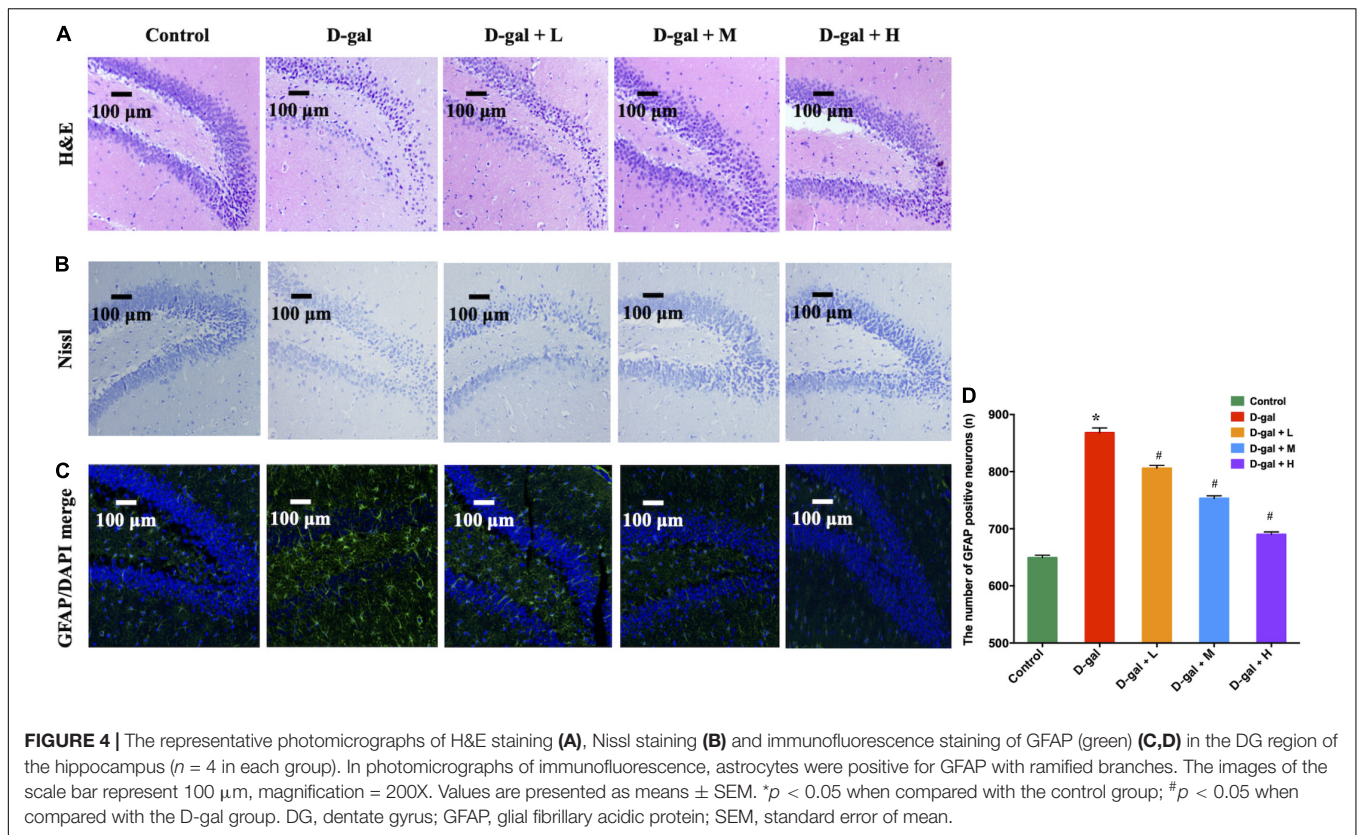 A
Control
D-gal
D-gal + L
D-gal + M
D-gal + H
H&E
100 µm
100 µm
100 µm
100 µm
100 µm
B
Nissl
100 µm
100 µm
100 µm
100 µm
100 µm
C
GFAP/DAPI merge
100 µm
100 µm
100 µm
100 µm
100 µm
D
Control
D-gal
D-gal + L
D-gal + M
D-gal + H
The number of GFAP positive neurons (n)
900
800
700
600
500
*
#
#
#
Control
D-gal
D-gal + L
D-gal + M
D-gal + H
FIGURE 4 | The representative photomicrographs of H&E staining (A), Nissl staining (B) and immunofluorescence staining of GFAP (green) (C,D) in the DG region of
the hippocampus (n = 4 in each group). In photomicrographs of immunofluorescence, astrocytes were positive for GFAP with ramified branches. The images of the
scale bar represent 100 µm, magnification = 200X. Values are presented as means ± SEM. *p < 0.05 when compared with the control group; #p < 0.05 when
compared with the D-gal group. DG, dentate gyrus; GFAP, glial fibrillary acidic protein; SEM, standard error of mean.